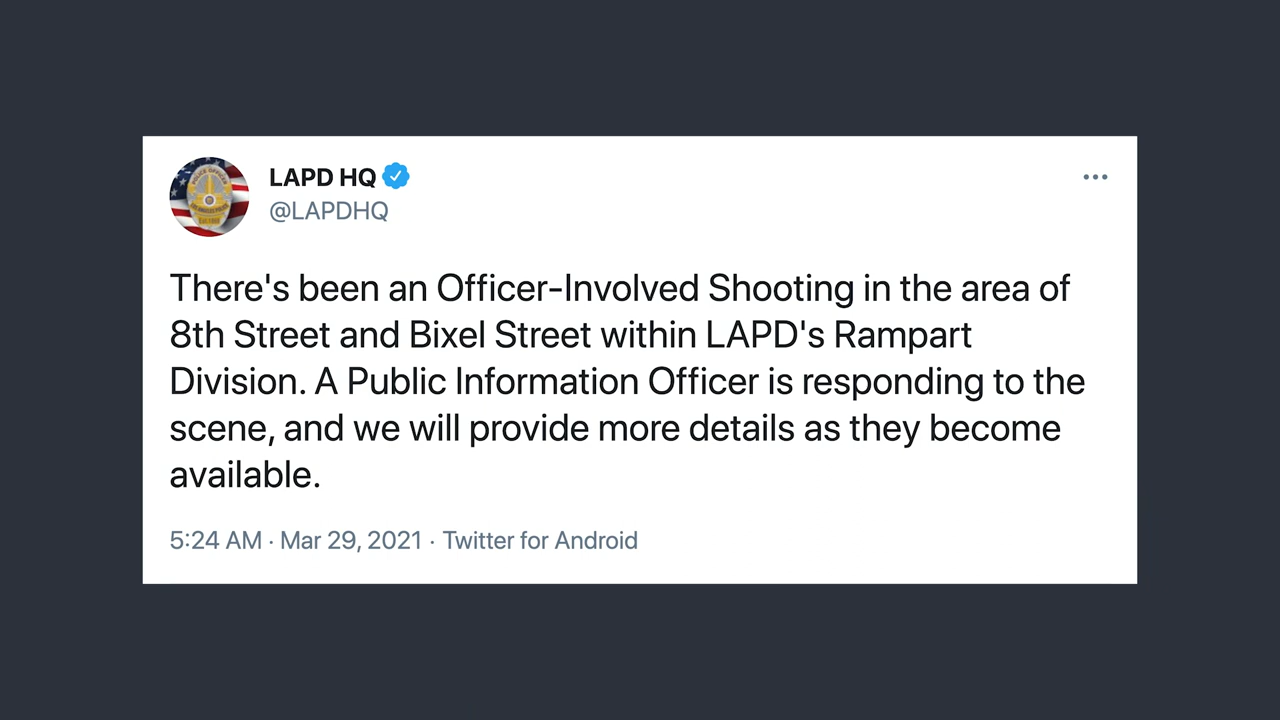 LAPD HQ
@LAPDHQ
There's been an Officer-Involved Shooting in the area of
8th Street and Bixel Street within LAPD's Rampart
Division. A Public Information Officer is responding to the
scene, and we will provide more details as they become
available.
5:24 AM · Mar 29, 2021 · Twitter for Android